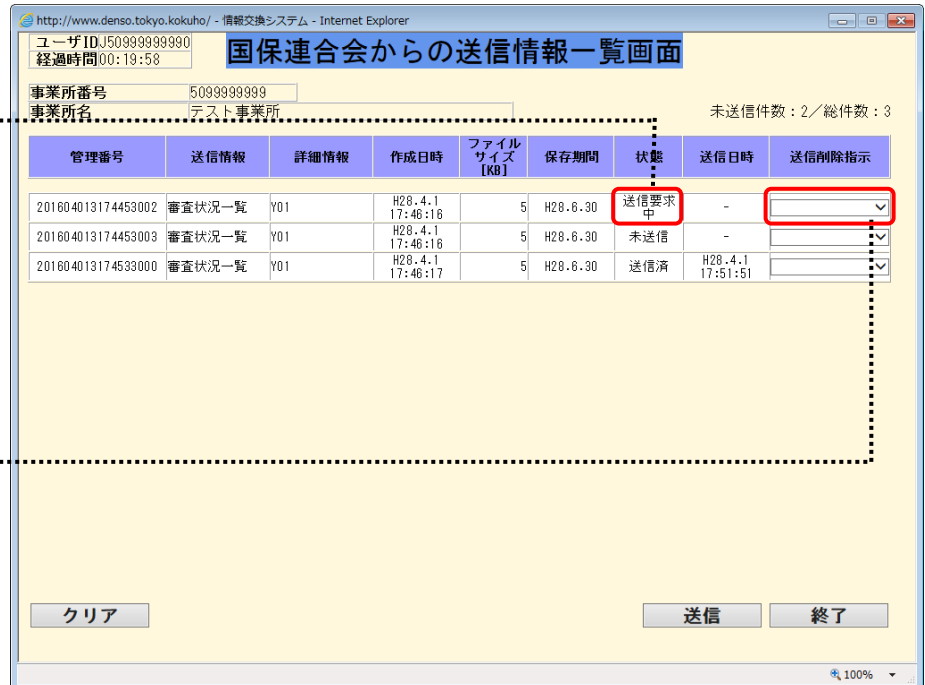 http://www.denso.tokyo.kokuho/ - 情報交換システム - Internet Explorer
ユーザID J50999999990
国保連合会からの送信情報一覧画面
経過時間 00:19:58
事業所番号 5099999999
事業所名 テスト事業所 未送信件数：2／総件数：3
管理番号 送信情報 詳細情報 作成日時 ファイルサイズ[KB] 保存期間 状態 送信日時 送信削除指示
201604013174453002 審査状況一覧 Y01 H28.4.1 17:46:16 5 H28.6.30 送信要求中 -
201604013174453003 審査状況一覧 Y01 H28.4.1 17:46:16 5 H28.6.30 未送信 -
201604013174533000 審査状況一覧 Y01 H28.4.1 17:46:17 5 H28.6.30 送信済 H28.4.1 17:51:51
クリア 送信 終了
100%